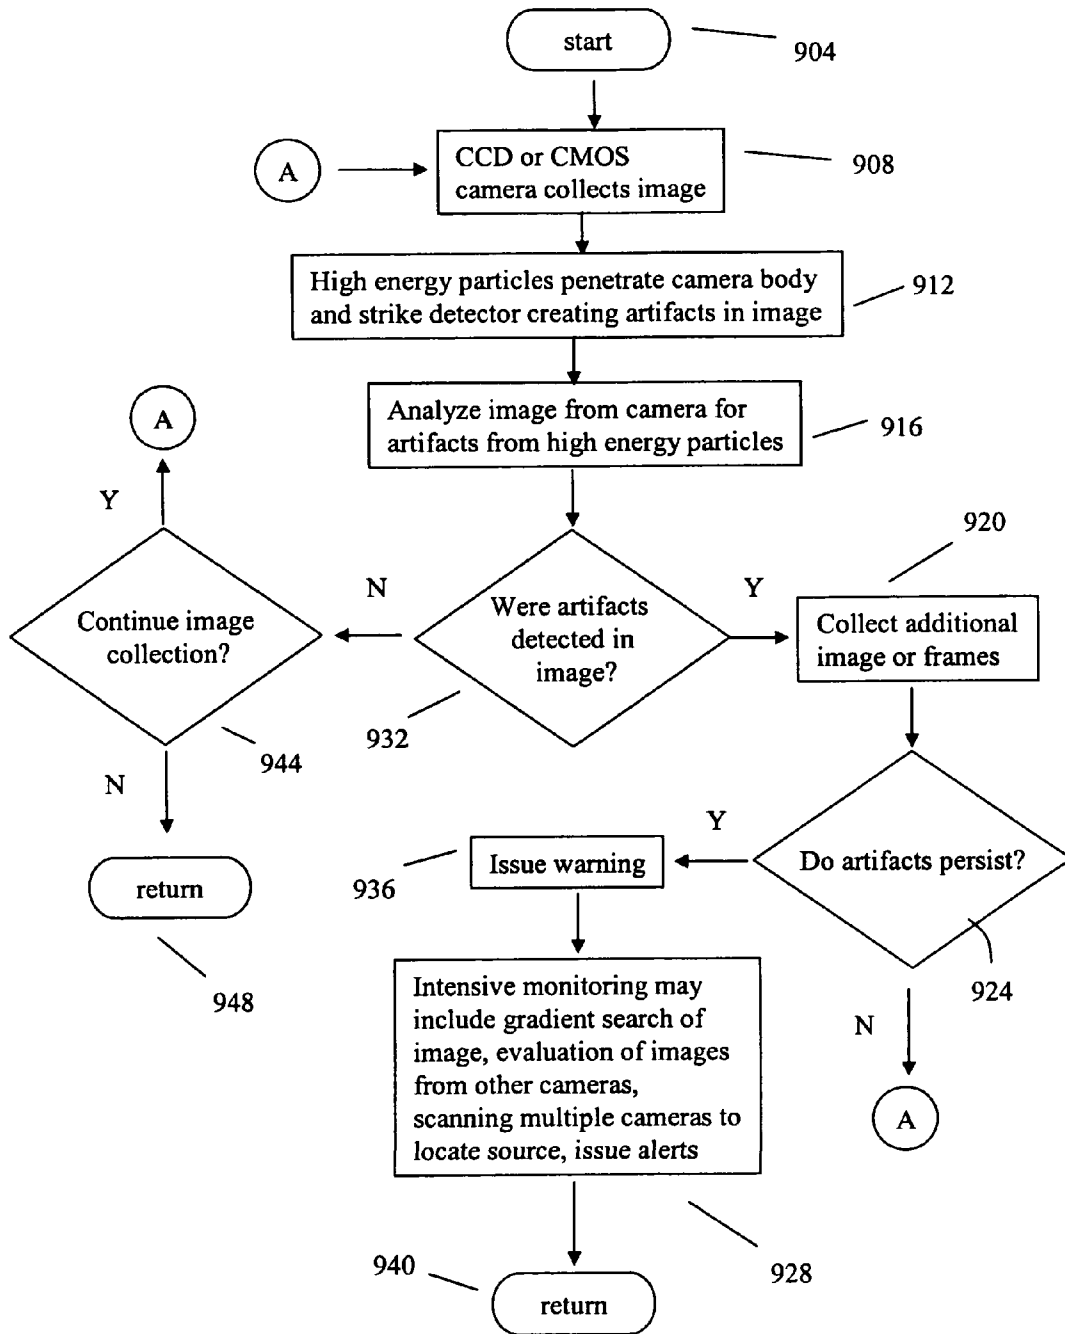 start
904
A
CCD or CMOS
camera collects image
908
High energy particles penetrate camera body
and strike detector creating artifacts in image
912
A
Analyze image from camera for
artifacts from high energy particles
916
Y
920
Continue image
collection?
N
Were artifacts
detected in
image?
Y
Collect additional
image or frames
932
944
N
Y
Issue warning
936
Do artifacts persist?
return
948
924
Intensive monitoring may
include gradient search of
image, evaluation of images
from other cameras,
scanning multiple cameras to
locate source, issue alerts
N
A
928
940
return